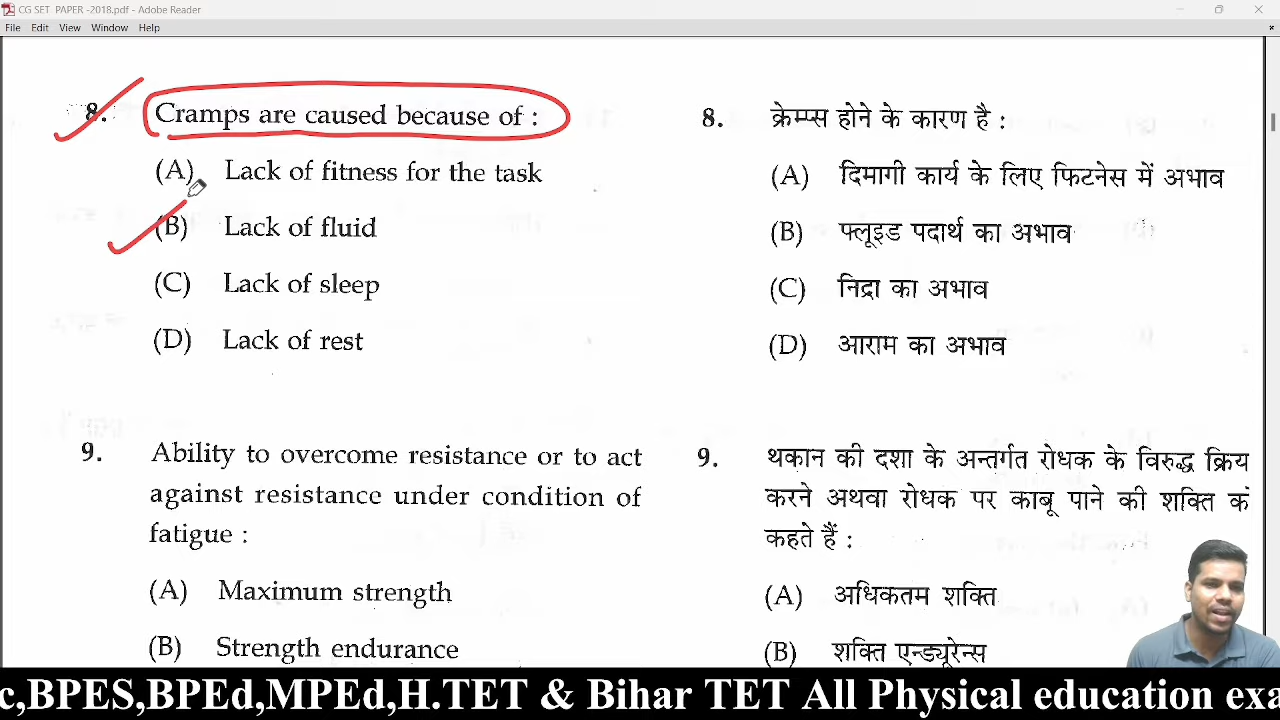 CG SET PAPER -2018.pdf - Adobe Reader
File Edit View Window Help
8. Cramps are caused because of :
(A) Lack of fitness for the task
(B) Lack of fluid
(C) Lack of sleep
(D) Lack of rest
9. Ability to overcome resistance or to act
against resistance under condition of
fatigue :
(A) Maximum strength
(B) Strength endurance
8. क्रेम्प्स होने के कारण है :
(A) दिमागी कार्य के लिए फिटनेस में अभाव
(B) फ्लूइड पदार्थ का अभाव
(C) निद्रा का अभाव
(D) आराम का अभाव
9. थकान की दशा के अन्तर्गत रोधक के विरुद्ध क्रिय
करने अथवा रोधक पर काबू पाने की शक्ति कं
कहते हैं :
(A) अधिकतम शक्ति
(B) शक्ति एन्ड्यूरेन्स
c,BPES,BPEd,MPEd,H.TET & Bihar TET All Physical education exa